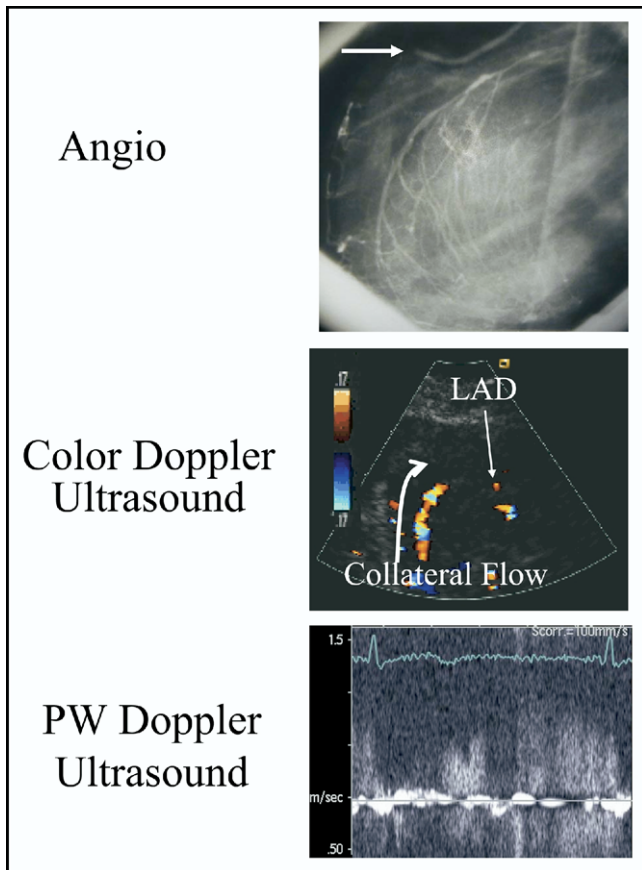 Angio
Color Doppler
Ultrasound
.17
LAD
.17
Collateral Flow
PW Doppler
Ultrasound
Scorr.=100mm/s
1.5
m/sec
.50